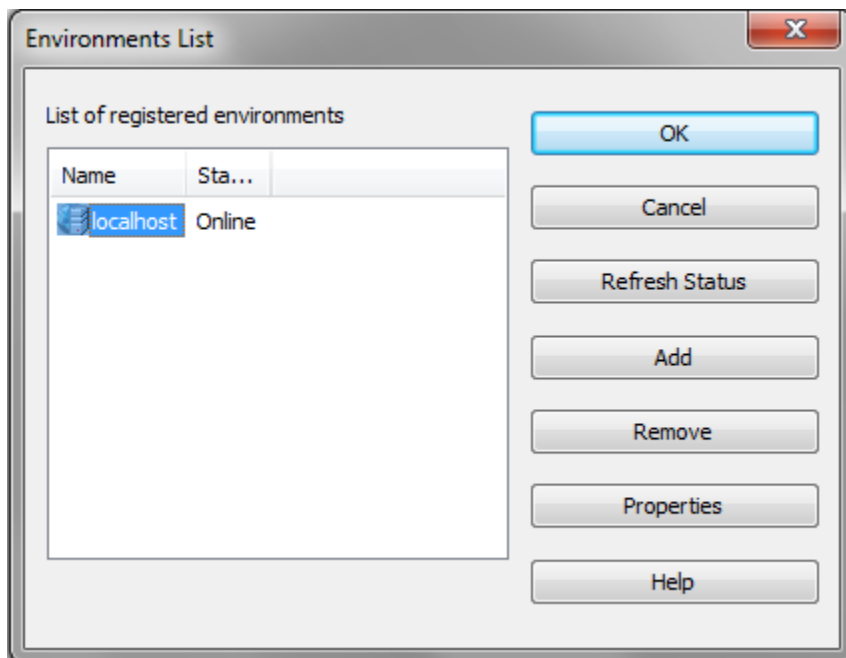 Environments List
List of registered environments
Name Sta...
localhost Online
OK
Cancel
Refresh Status
Add
Remove
Properties
Help